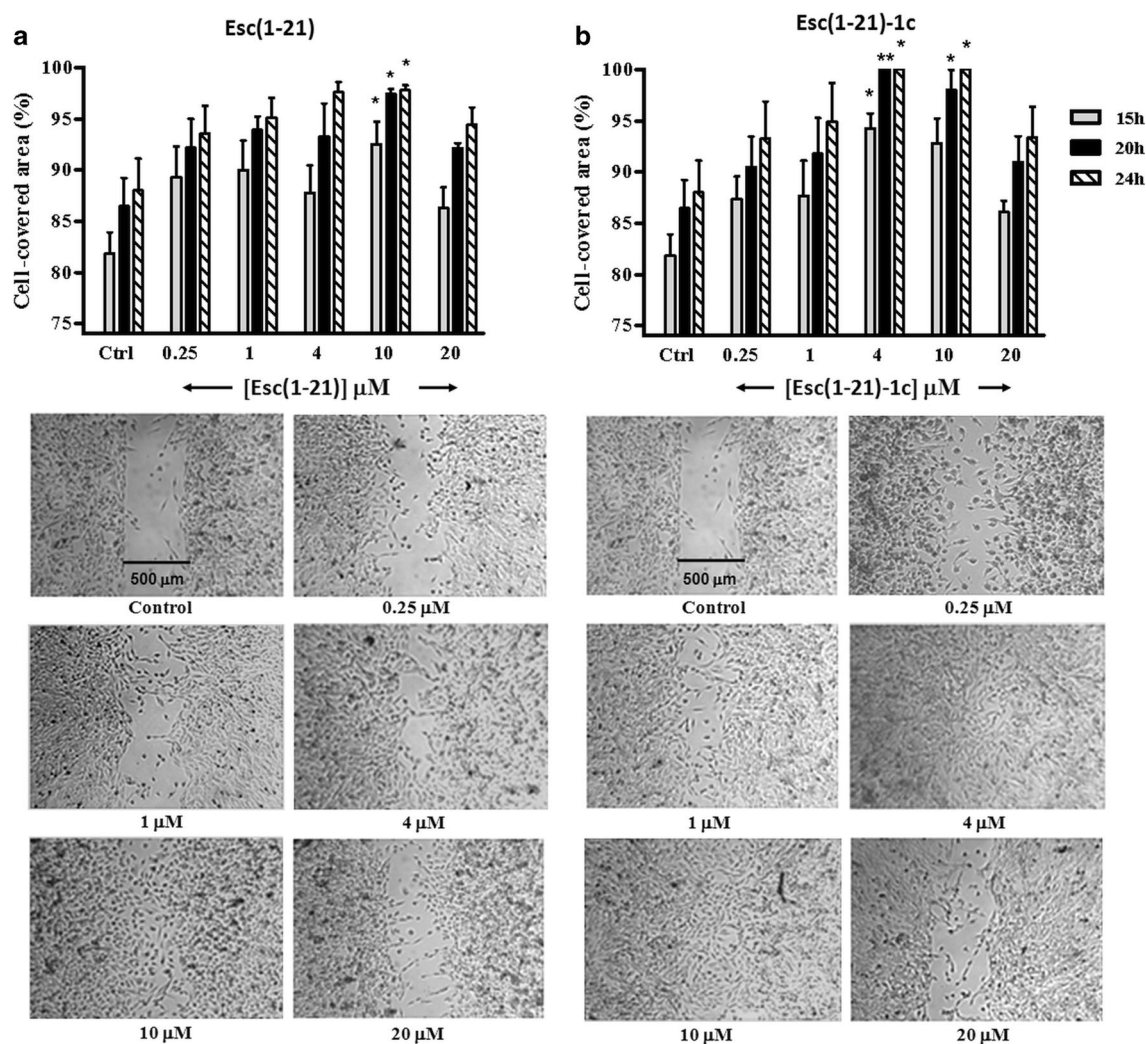 a
Esc(1-21)
Cell-covered area (%)
100
95
90
85
80
75
* * *
Ctrl 0.25 1 4 10 20
[Esc(1-21)] μM
Control
500 μm
0.25 μM
1 μM
4 μM
10 μM
20 μM
b
Esc(1-21)-1c
Cell-covered area (%)
100
95
90
85
80
75
* ** * * *
Ctrl 0.25 1 4 10 20
[Esc(1-21)-1c] μM
15h
20h
24h
500 μm
Control
0.25 μM
1 μM
4 μM
10 μM
20 μM